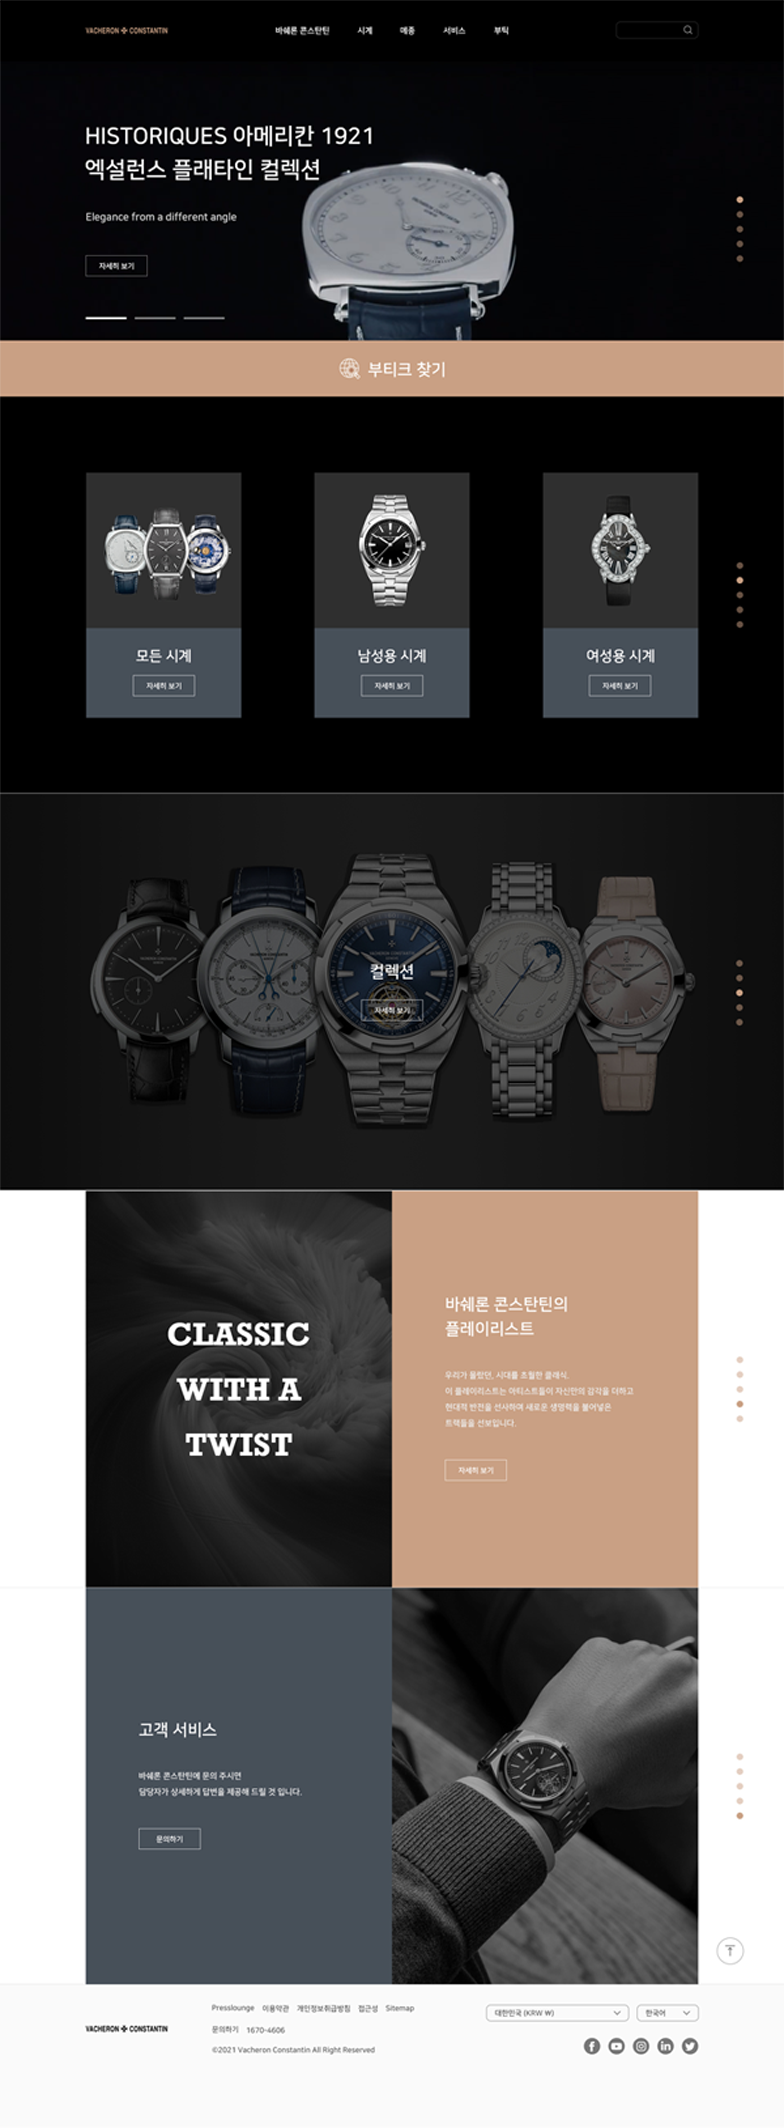 VACHERON CONSTANTIN
바쉐론 콘스탄틴 시계 메종 서비스 부틱
HISTORIQUES 아메리칸 1921
엑설런스 플래타인 컬렉션
Elegance from a different angle
자세히 보기
부티크 찾기
모든 시계
자세히 보기
남성용 시계
자세히 보기
여성용 시계
자세히 보기
컬렉션
자세히 보기
CLASSIC
WITH A
TWIST
바쉐론 콘스탄틴의
플레이리스트
우리가 들었던, 시대를 초월한 클래식.
이 플레이리스트는 아티스트들이 자신만의 감각을 더하고
현대적 반전을 선사하여 새로운 생명력을 불어넣은
트랙들을 선보입니다.
자세히 보기
고객 서비스
바쉐론 콘스탄틴에 문의 주시면
담당자가 상세하게 답변을 제공해 드릴 것 입니다.
문의하기
VACHERON CONSTANTIN
Presslounge 이용약관 개인정보취급방침 접근성 Sitemap
문의하기 1670-4606
©2021 Vacheron Constantin All Right Reserved
대한민국 (KRW ₩)
한국어